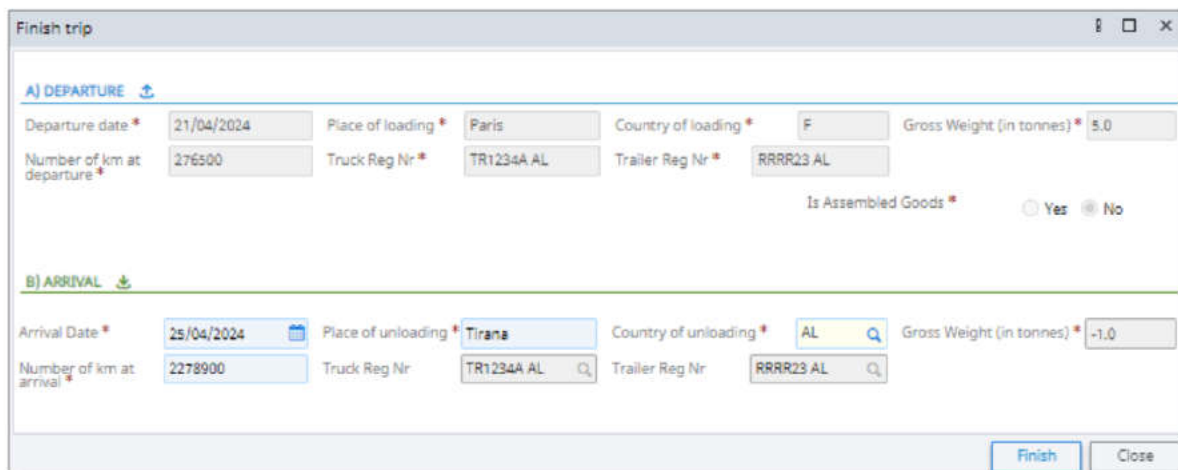 Finish trip
A) DEPARTURE
Departure date * 21/04/2024 Place of loading * Paris Country of loading * F Gross Weight (in tonnes) * 5.0
Number of km at departure * 276500 Truck Reg Nr * TR1234A AL Trailer Reg Nr * RRRR23 AL
Is Assembled Goods * Yes No
B) ARRIVAL
Arrival Date * 25/04/2024 Place of unloading * Tirana Country of unloading * AL Gross Weight (in tonnes) * -1.0
Number of km at arrival * 2278900 Truck Reg Nr TR1234A AL Trailer Reg Nr RRRR23 AL
Finish Close